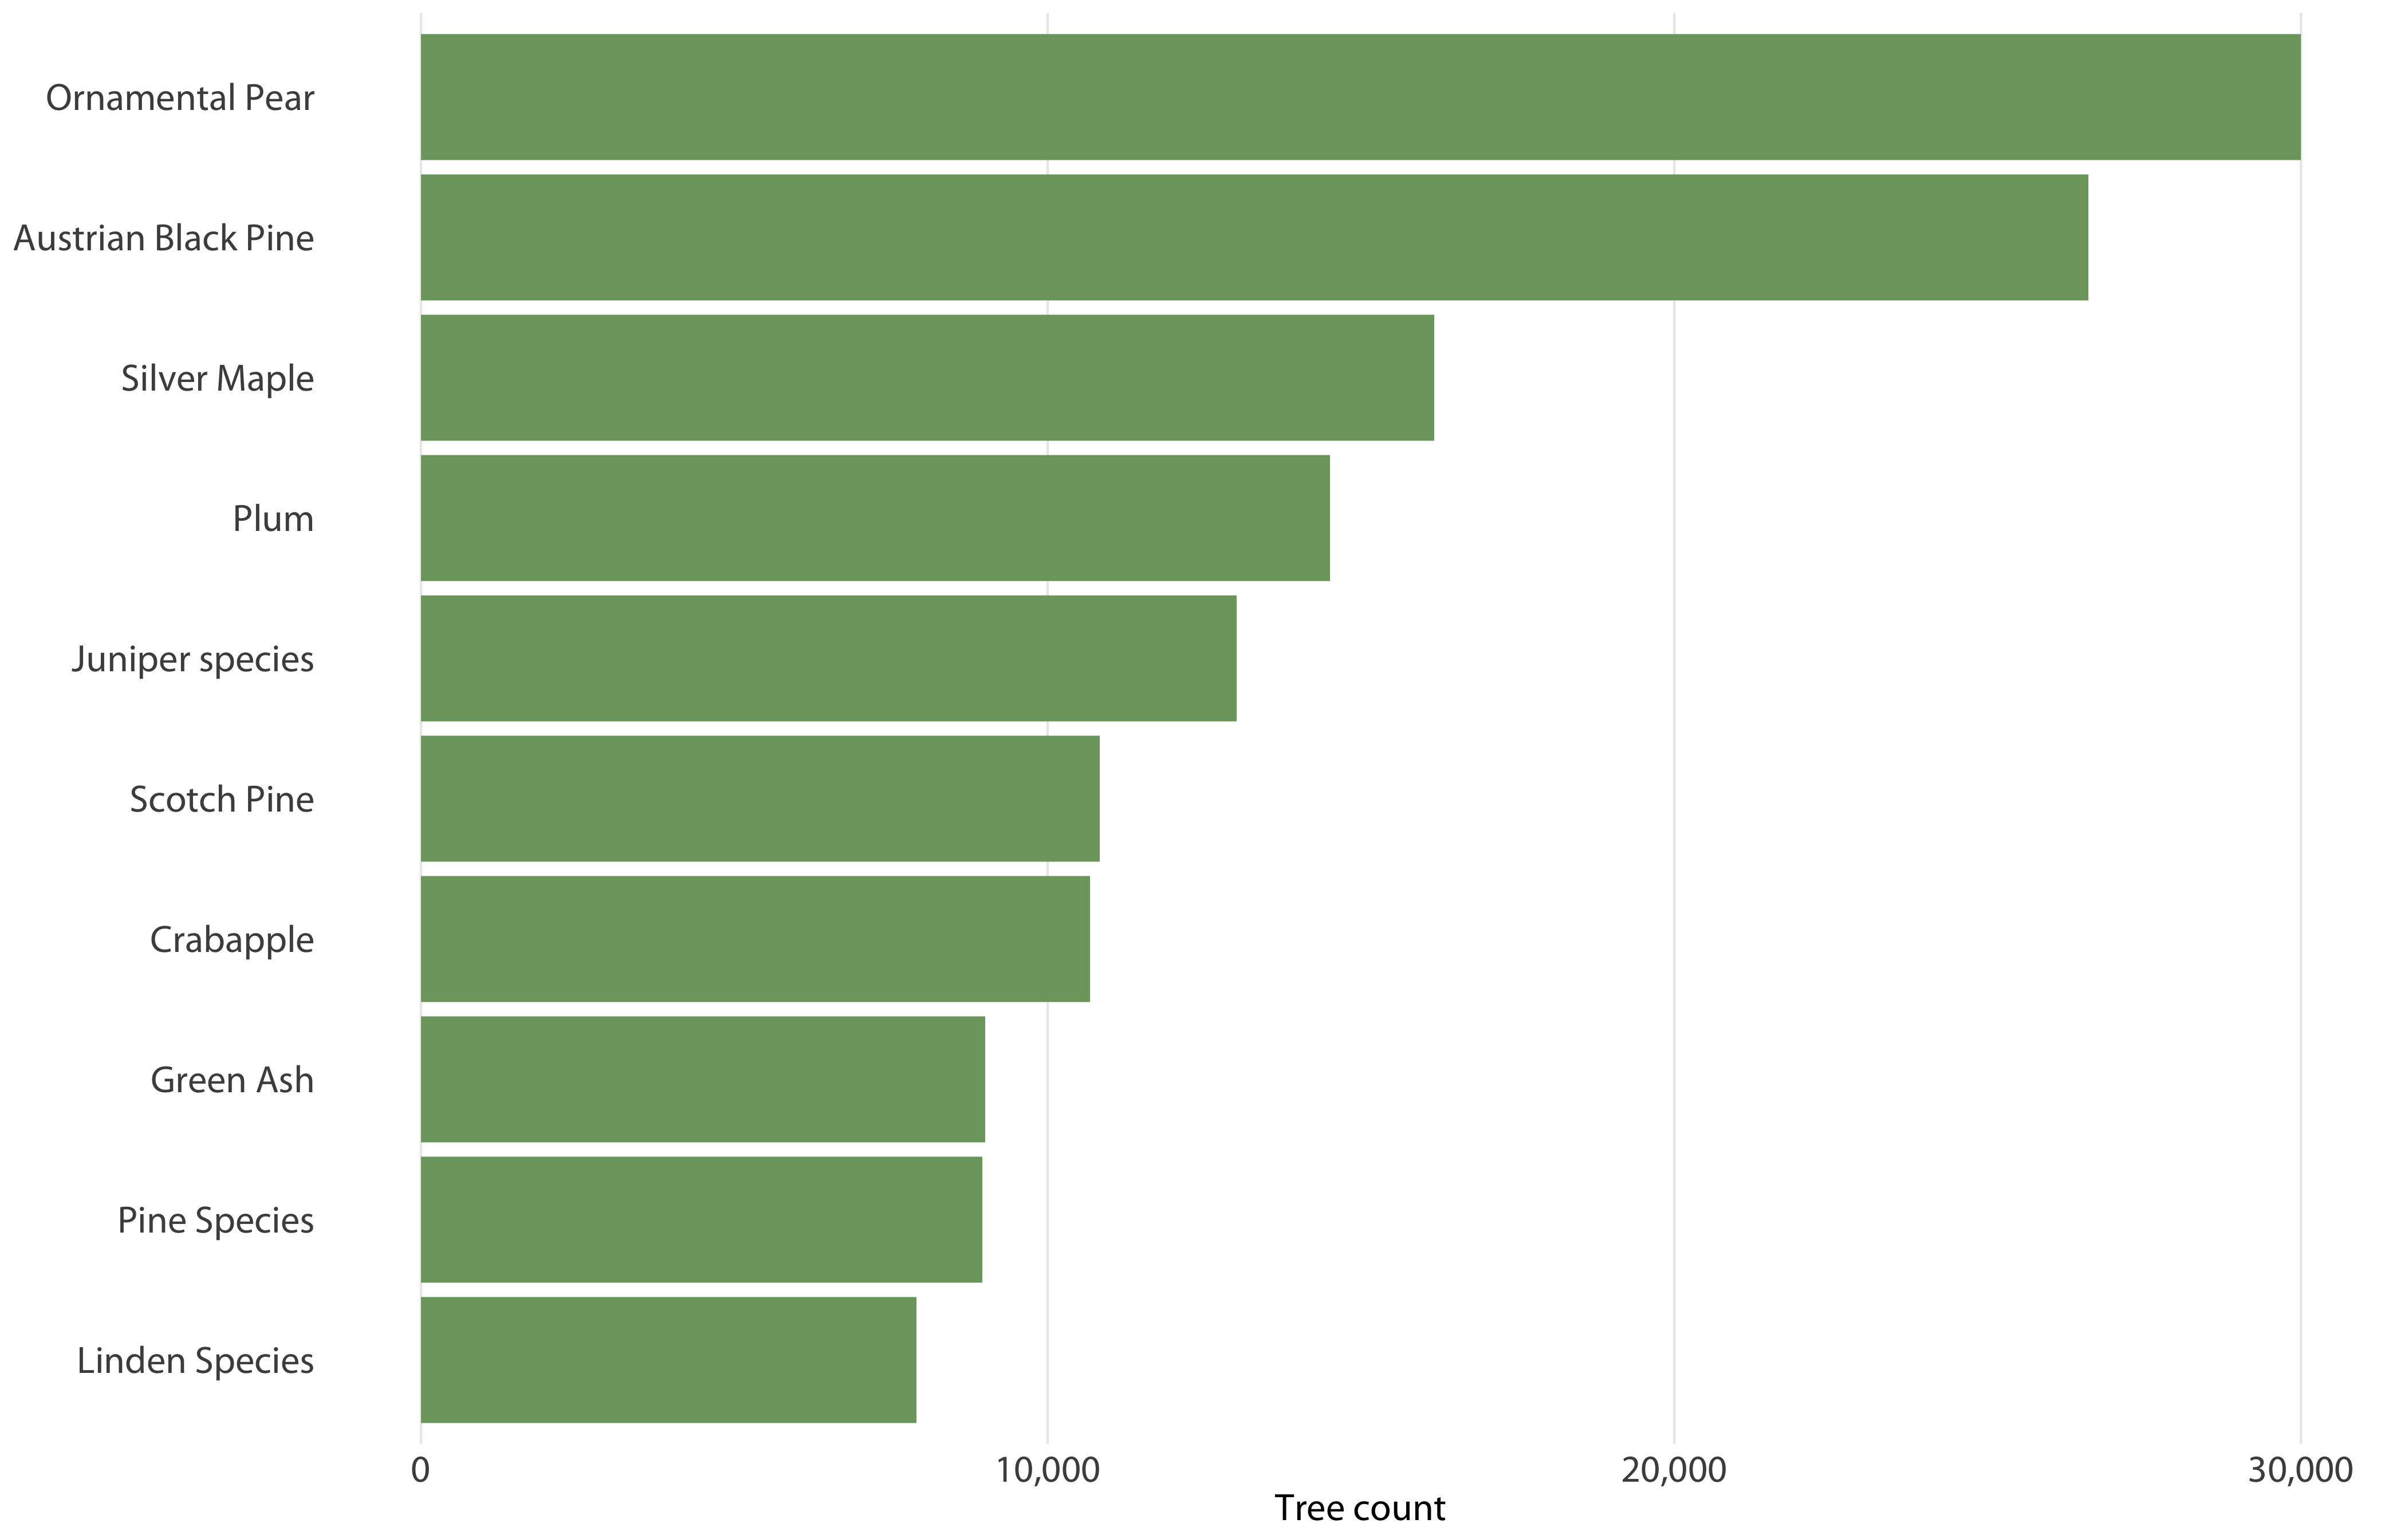 Ornamental Pear
Austrian Black Pine
Silver Maple
Plum
Juniper species
Scotch Pine
Crabapple
Green Ash
Pine Species
Linden Species
0 10,000 20,000 30,000
Tree count